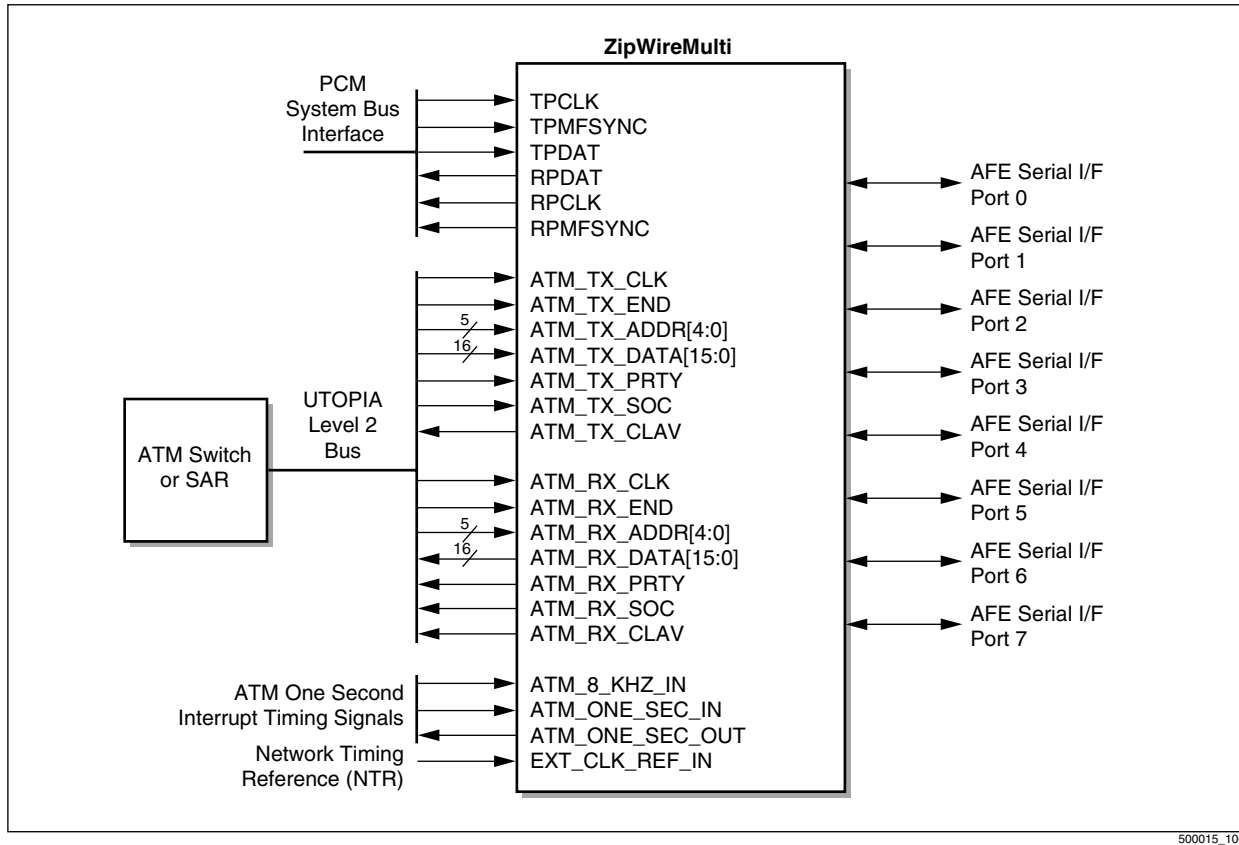 ZipWireMulti
PCM
System Bus
Interface
TPCLK
TPMFSYNC
TPDAT
RPDAT
RPCLK
RPMFSYNC
ATM Switch
or SAR
UTOPIA
Level 2
Bus
ATM_TX_CLK
ATM_TX_END
5
ATM_TX_ADDR[4:0]
16
ATM_TX_DATA[15:0]
ATM_TX_PRTY
ATM_TX_SOC
ATM_TX_CLAV
ATM_RX_CLK
ATM_RX_END
5
ATM_RX_ADDR[4:0]
16
ATM_RX_DATA[15:0]
ATM_RX_PRTY
ATM_RX_SOC
ATM_RX_CLAV
ATM One Second
Interrupt Timing Signals
ATM_8_KHZ_IN
ATM_ONE_SEC_IN
ATM_ONE_SEC_OUT
Network Timing
Reference (NTR)
EXT_CLK_REF_IN
AFE Serial I/F
Port 0
AFE Serial I/F
Port 1
AFE Serial I/F
Port 2
AFE Serial I/F
Port 3
AFE Serial I/F
Port 4
AFE Serial I/F
Port 5
AFE Serial I/F
Port 6
AFE Serial I/F
Port 7
500015_10